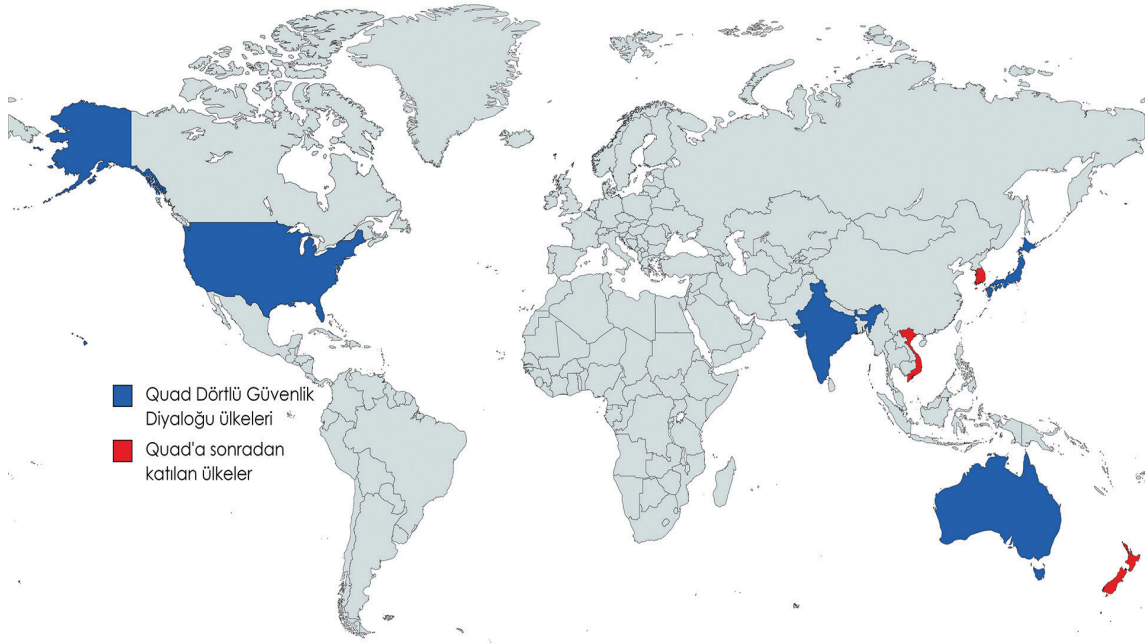 Quad Dörtlü Güvenlik
Diyaloğu ülkeleri
Quad'a sonradan
katılan ülkeler